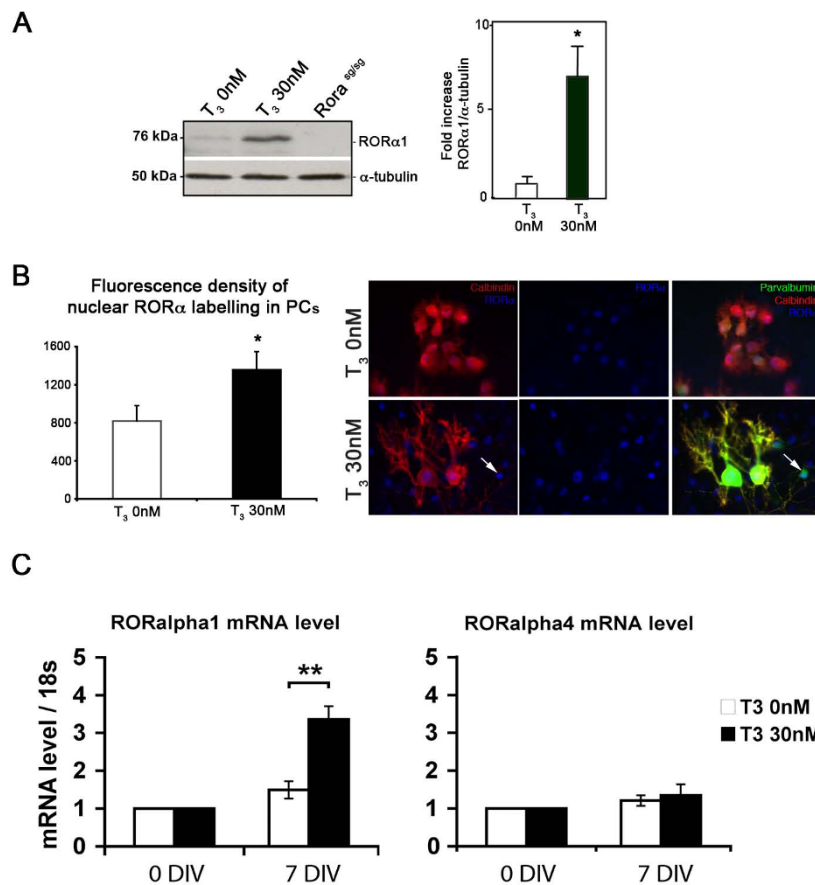 A
T3 0nM
T3 30nM
Rora sg/sg
76 kDa
RORα1
50 kDa
α-tubulin
Fold increase
RORα1/α-tubulin
10
5
0
*
T3
0nM
T3
30nM
B
Fluorescence density of
nuclear RORα labelling in PCs
1600
1200
800
400
0
*
T3 0nM
T3 30nM
T3 0nM
T3 30nM
Calbindin
RORα
RORα
Parvalbumin
Calbindin
ROR
C
RORalpha1 mRNA level
mRNA level / 18s
5
4
3
2
1
0
**
0 DIV
7 DIV
RORalpha4 mRNA level
5
4
3
2
1
0
0 DIV
7 DIV
T3 0nM
T3 30nM